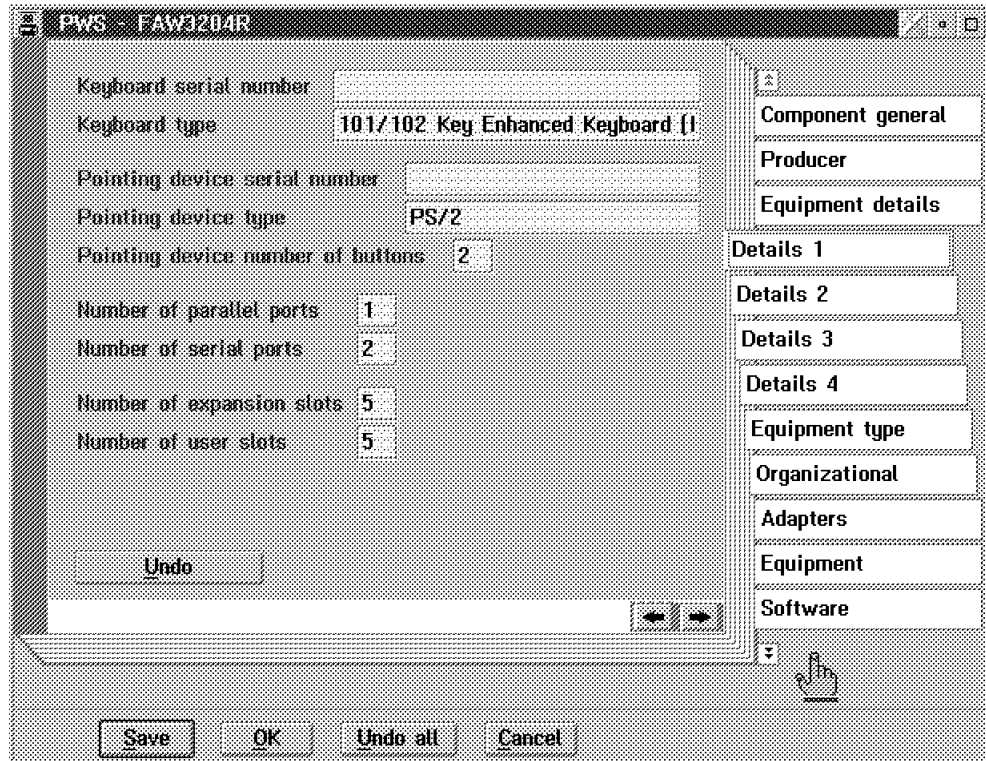 PWS - FAW3204R
Keyboard serial number
Keyboard type 101/102 Key Enhanced Keyboard (I
Pointing device serial number
Pointing device type PS/2
Pointing device number of buttons 2
Number of parallel ports 1
Number of serial ports 2
Number of expansion slots 5
Number of user slots 5
Undo
Component general
Producer
Equipment details
Details 1
Details 2
Details 3
Details 4
Equipment type
Organizational
Adapters
Equipment
Software
Save OK Undo all Cancel